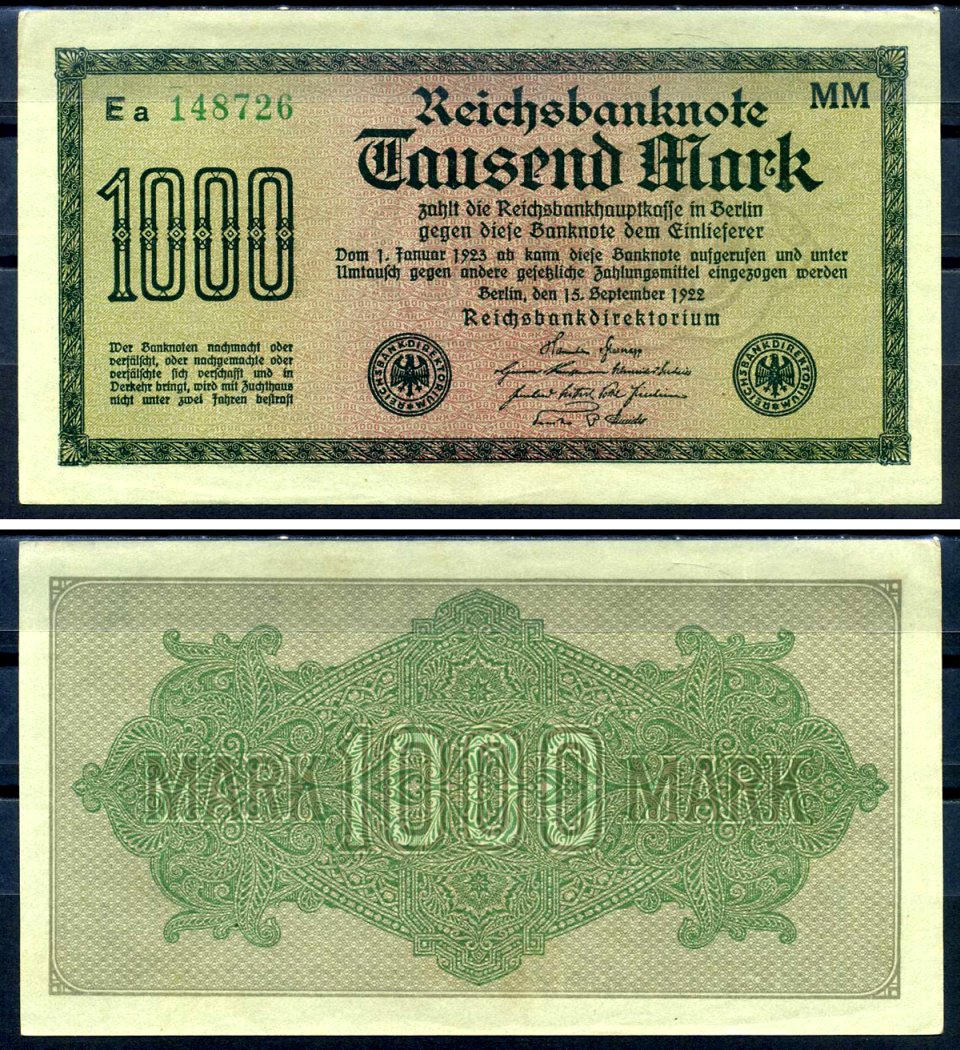 Ea 148726
MM
Reichsbanknote
Tausend Mark
1000
zahlt die Reichsbankhauptkasse in Berlin
gegen diese Banknote dem Einlieferer
Dom 1. Januar 1923 ab kann diese Banknote aufgerufen und unter
Umtausch gegen andere gesetzliche Zahlungsmittel eingezogen werden
Berlin, den 15. September 1922
Reichsbankdirektorium
Wer Banknoten nachmacht oder
verfälscht, oder nachgemachte oder
verfälschte sich verschafft und in
Verkehr bringt, wird mit Zuchthaus
nicht unter zwei Jahren bestraft
REICHSBANKDIREKTORIUM
REICHSBANKDIREKTORIUM
MARK 1000 MARK